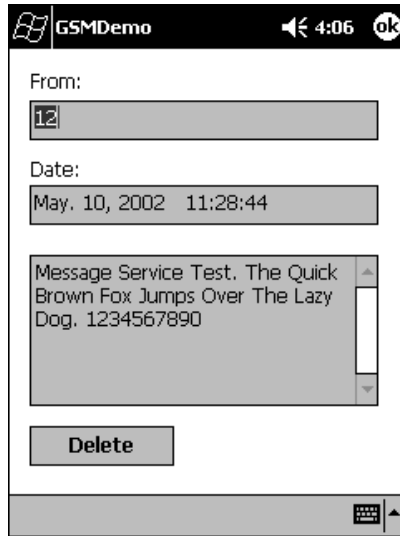 GSMDemo 4:06 ok
From:
12
Date:
May. 10, 2002 11:28:44
Message Service Test. The Quick
Brown Fox Jumps Over The Lazy
Dog. 1234567890
Delete